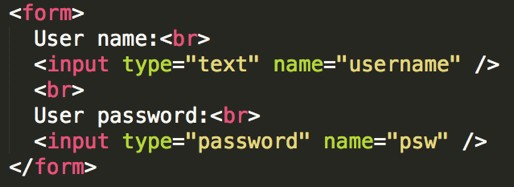 <form>
User name:<br>
<input type="text" name="username" />
<br>
User password:<br>
<input type="password" name="psw" />
</form>